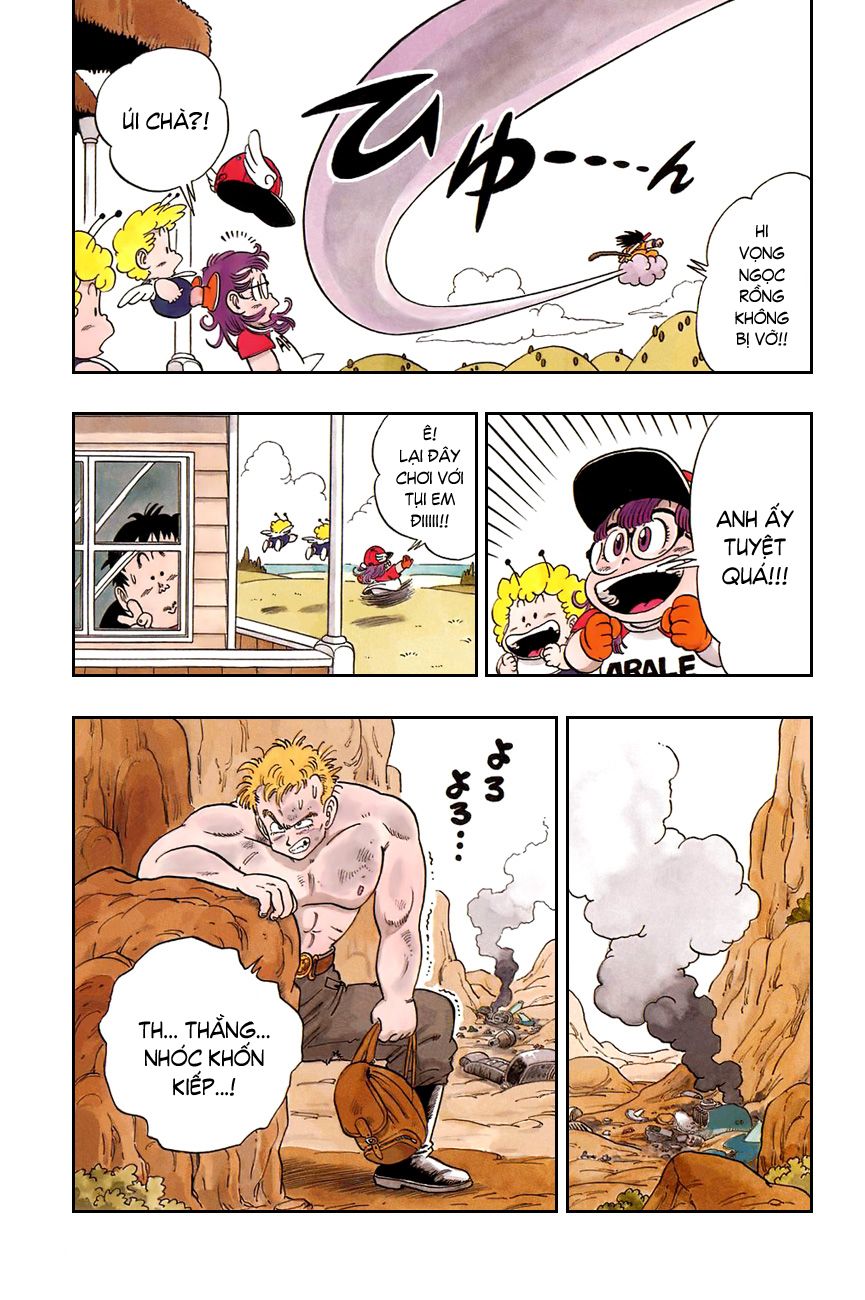 HI
VỌNG
NGỌC
RỒNG
KHÔNG
BỊ VỠ!!
ひゅ・・・・ん
ÚI CHÀ?!
ANH ẤY
TUYỆT
QUÁ!!!
ARALE
Ê!
LẠI ĐÂY
CHƠI VỚI
TỤI EM
ĐIIIII!!
よろ
よろ…
TH... THẰNG...
NHÓC KHỐN
KIẾP...!